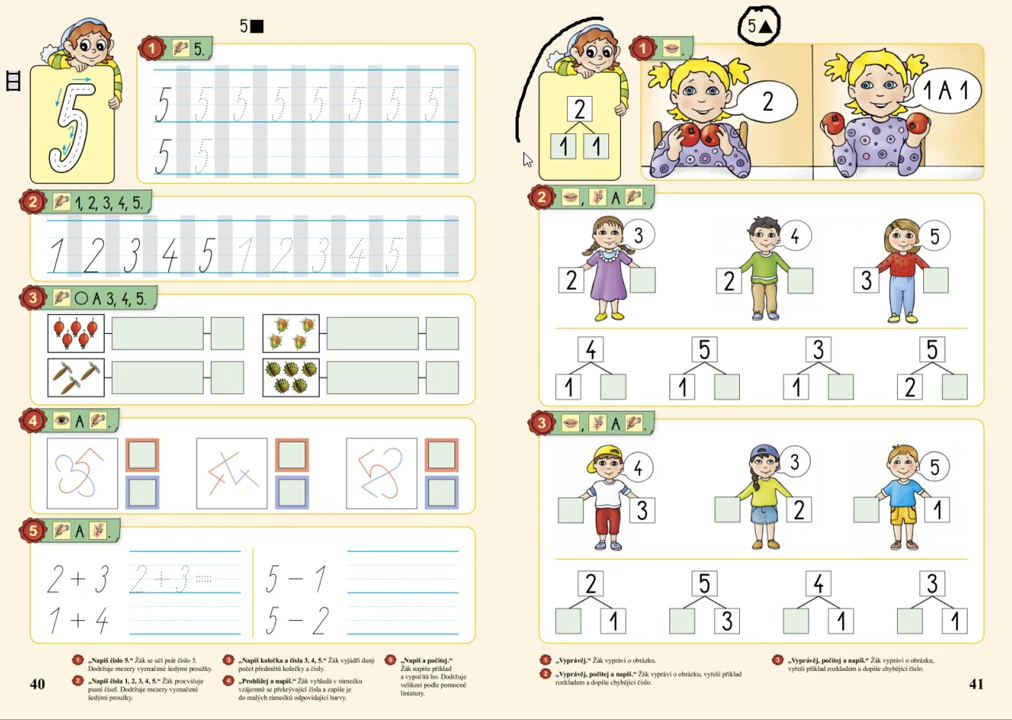 5■
1 5.
5
5 5 5 5 5 5 5 5
5 5
2 1, 2, 3, 4, 5.
1 2 3 4 5 1 2 3 4 5
3 ○ A 3, 4, 5.
4 A .
5 A .
2 + 3 2 + 3 =
5 − 1
1 + 4
5 − 2
1 „Napiš číslo 5.“ Žák se učí psát číslo 5.
Dodržuje mezery vyznačené šedými proužky.
2 „Napiš čísla 1, 2, 3, 4, 5.“ Žák procvičuje
psaní čísel. Dodržuje mezery vyznačené
šedými proužky.
3 „Napiš kolečka a čísla 3, 4, 5.“ Žák vyjádří daný
počet předmětů kolečky a čísly.
4 „Prohlížej a napiš.“ Žák vyhledá v rámečku
vzájemně se překrývající čísla a zapíše je
do malých rámečků odpovídající barvy.
5 „Napiš a počítej.“
Žák napíše příklad
a vypočítá ho. Dodržuje
velikost podle pomocné
liniatury.
40
5▲
1 .
2
1 1
2
1 A 1
2 , A .
3 4 5
2 2 3
4 5 3 5
1 1 1 2
3 , A .
4 3 5
3 2 1
2 5 4 3
1 3 1 1
1 „Vyprávěj.“ Žák vypráví o obrázku.
2 „Vyprávěj, počítej a napiš.“ Žák vypráví o obrázku, vyřeší příklad
rozkladem a dopíše chybějící číslo.
3 „Vyprávěj, počítej a napiš.“ Žák vypráví o obrázku,
vyřeší příklad rozkladem a dopíše chybějící číslo.
41